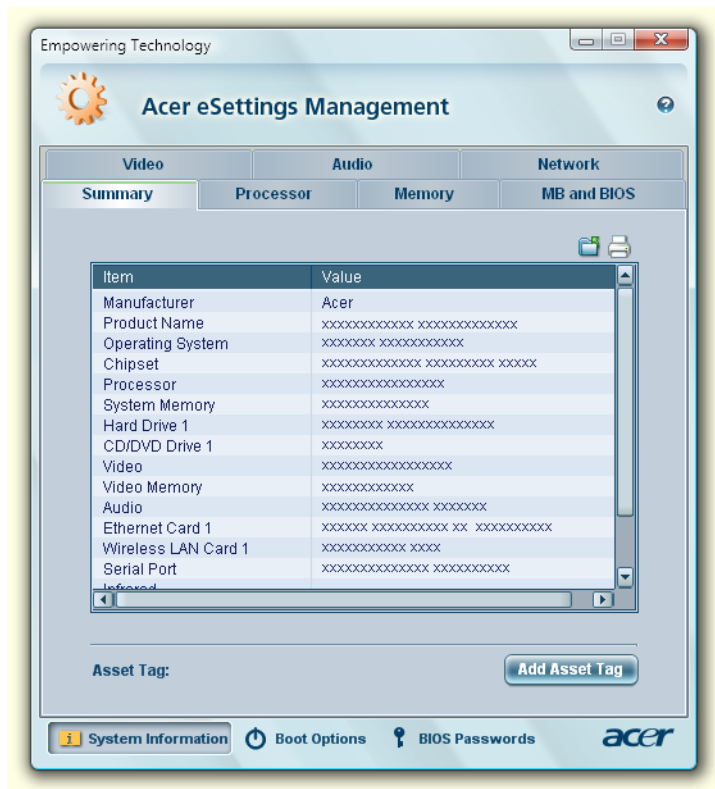 Empowering Technology
Acer eSettings Management
Video Audio Network
Summary Processor Memory MB and BIOS
Item Value
Manufacturer Acer
Product Name xxxxxxxxxxxx xxxxxxxxxxxxx
Operating System xxxxxxx xxxxxxxxxxx
Chipset xxxxxxxxxxxxx xxxxxxxxx xxxxx
Processor xxxxxxxxxxxxxxxx
System Memory xxxxxxxxxxxxxx
Hard Drive 1 xxxxxxxx xxxxxxxxxxxxxx
CD/DVD Drive 1 xxxxxxxx
Video xxxxxxxxxxxxxxxxx
Video Memory xxxxxxxxxxxx
Audio xxxxxxxxxxxxxx xxxxxxx
Ethernet Card 1 xxxxxx xxxxxxxxxx xx xxxxxxxxxx
Wireless LAN Card 1 xxxxxxxxxxx xxxx
Serial Port xxxxxxxxxxxxxx xxxxxxxxxx
Infrared
Asset Tag: Add Asset Tag
System Information Boot Options BIOS Passwords acer